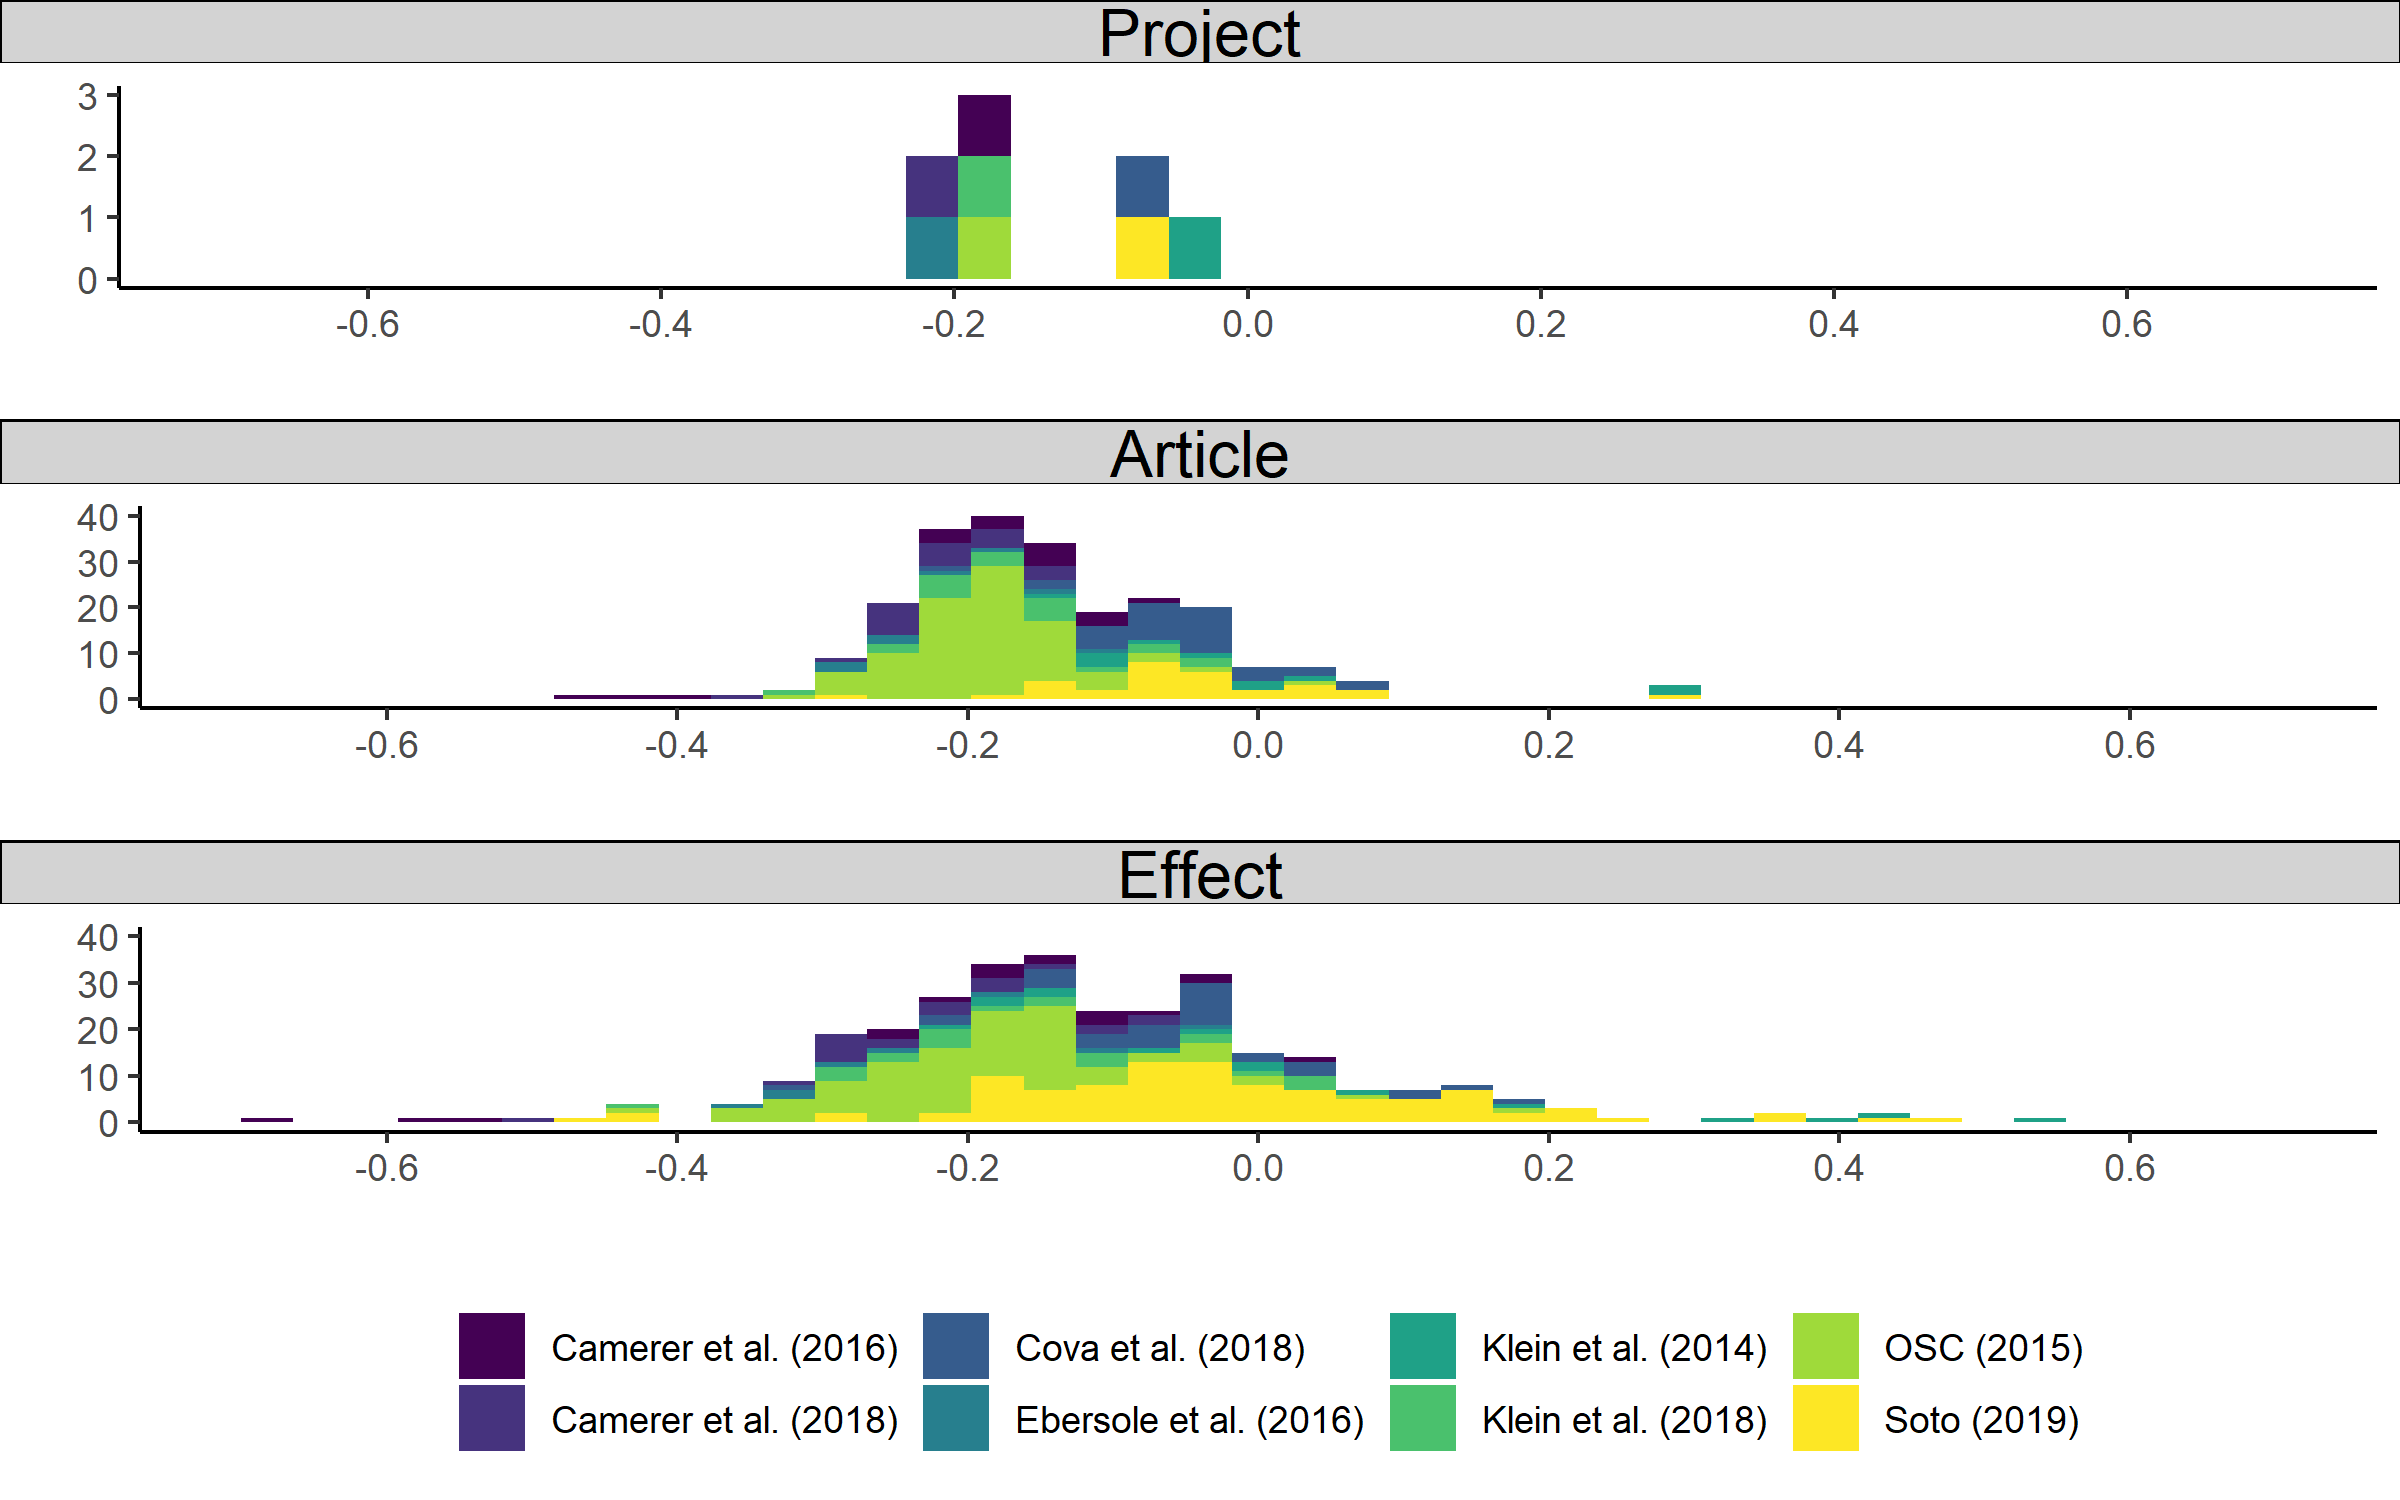 Project
3
2
1
0
-0.6 -0.4 -0.2 0.0 0.2 0.4 0.6
Article
40
30
20
10
0
-0.6 -0.4 -0.2 0.0 0.2 0.4 0.6
Effect
40
30
20
10
0
-0.6 -0.4 -0.2 0.0 0.2 0.4 0.6
Camerer et al. (2016) Cova et al. (2018) Klein et al. (2014) OSC (2015)
Camerer et al. (2018) Ebersole et al. (2016) Klein et al. (2018) Soto (2019)